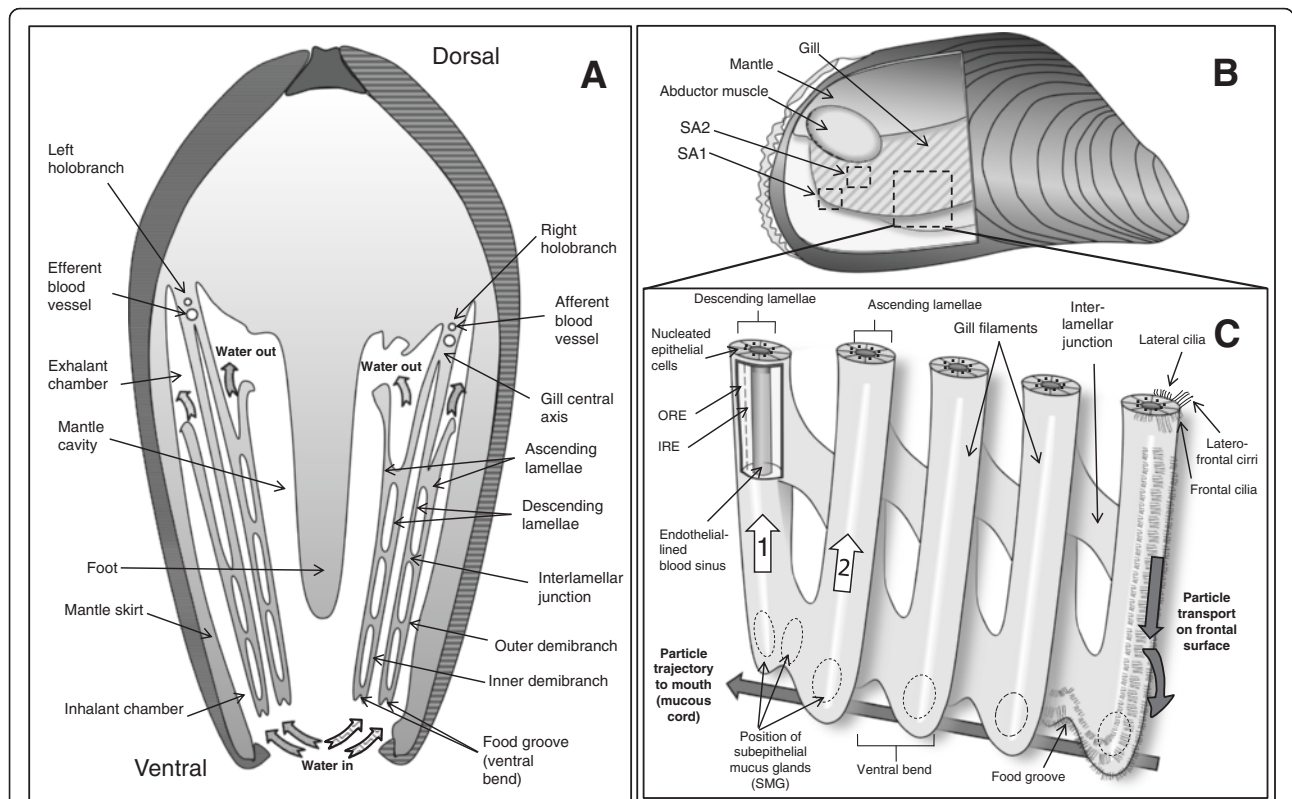 Dorsal
A
Left
holobranch
Efferent
blood
vessel
Exhalant
chamber
Mantle
cavity
Foot
Mantle skirt
Inhalant chamber
Ventral
Water out
Water out
Water in
Right
holobranch
Afferent
blood
vessel
Gill central
axis
Ascending
lamellae
Descending
lamellae
Interlamellar
junction
Outer demibranch
Inner demibranch
Food groove
(ventral
bend)
B
Gill
Mantle
Abductor muscle
SA2
SA1
C
Descending lamellae
Ascending lamellae
Inter-
lamellar
junction
Nucleated
epithelial
cells
Gill filaments
Lateral cilia
ORE
IRE
Latero-
frontal cirri
Frontal cilia
Endothelial-
lined
blood sinus
1
2
Particle
transport
on frontal
surface
Particle
trajectory
to mouth
(mucous
cord)
Position of
subepithelial
mucus glands
(SMG)
Ventral bend
Food groove